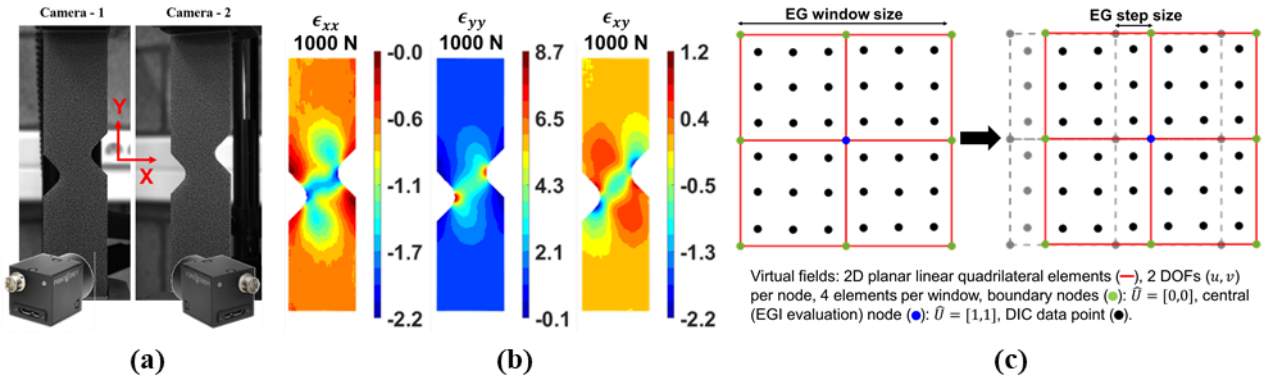 Camera - 1
Camera - 2
Y
X
(a)
ϵxx
1000 N
-0.0
-0.6
-1.1
-1.7
-2.2
ϵyy
1000 N
8.7
6.5
4.3
2.1
-0.1
ϵxy
1000 N
1.2
0.4
-0.5
-1.3
-2.2
(b)
EG window size
EG step size
Virtual fields: 2D planar linear quadrilateral elements (—), 2 DOFs (u, v)
per node, 4 elements per window, boundary nodes (●): Û = [0,0], central
(EGI evaluation) node (●): Û = [1,1], DIC data point (●).
(c)